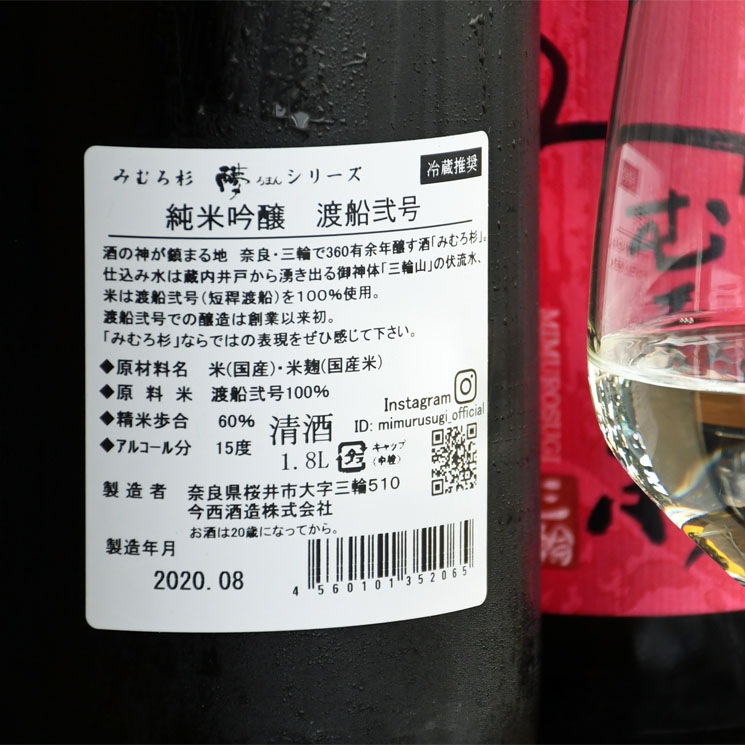 みむろ杉 ろまんシリーズ 冷蔵推奨
純米吟醸 渡船弐号
酒の神が鎮まる地 奈良・三輪で360有余年醸す酒「みむろ杉」。
仕込み水は蔵内井戸から湧き出る御神体「三輪山」の伏流水、
米は渡船弐号(短稈渡船)を100%使用。
渡船弐号での醸造は創業以来初。
「みむろ杉」ならではの表現をぜひ感じて下さい。
◆原材料名 米(国産)・米麹(国産米)
◆原料米 渡船弐号100%
◆精米歩合 60%
◆アルコール分 15度
清酒
1.8L
キャップ
(中栓)
Instagram
ID: mimurusugi_official
製造者 奈良県桜井市大字三輪510
今西酒造株式会社
お酒は20歳になってから。
製造年月
2020.08
4 560101 352065
む
MIMUROSUGI